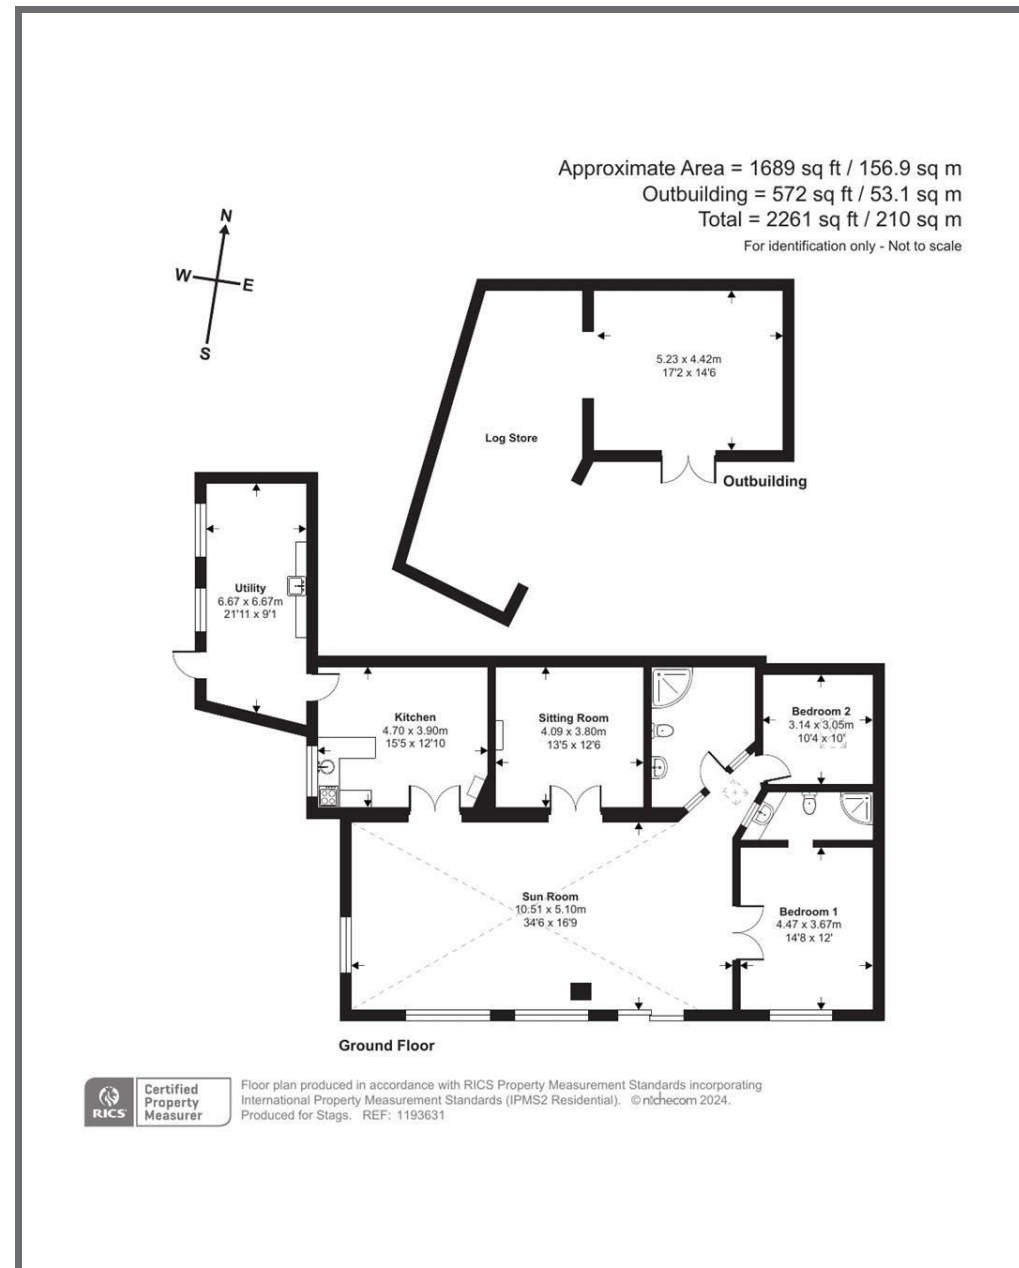 Approximate Area = 1689 sq ft / 156.9 sq m
Outbuilding = 572 sq ft / 53.1 sq m
Total = 2261 sq ft / 210 sq m
For identification only - Not to scale
N
W
E
S
5.23 x 4.42m
17'2 x 14'6
Log Store
Outbuilding
Utility
6.67 x 6.67m
21'11 x 9'1
Kitchen
4.70 x 3.90m
15'5 x 12'10
Sitting Room
4.09 x 3.80m
13'5 x 12'6
Bedroom 2
3.14 x 3.05m
10'4 x 10'
Sun Room
10.51 x 5.10m
34'6 x 16'9
Bedroom 1
4.47 x 3.67m
14'8 x 12'
Ground Floor
RICS
Certified
Property
Measurer
Floor plan produced in accordance with RICS Property Measurement Standards incorporating
International Property Measurement Standards (IPMS2 Residential). © nichecom 2024.
Produced for Stags. REF: 1193631